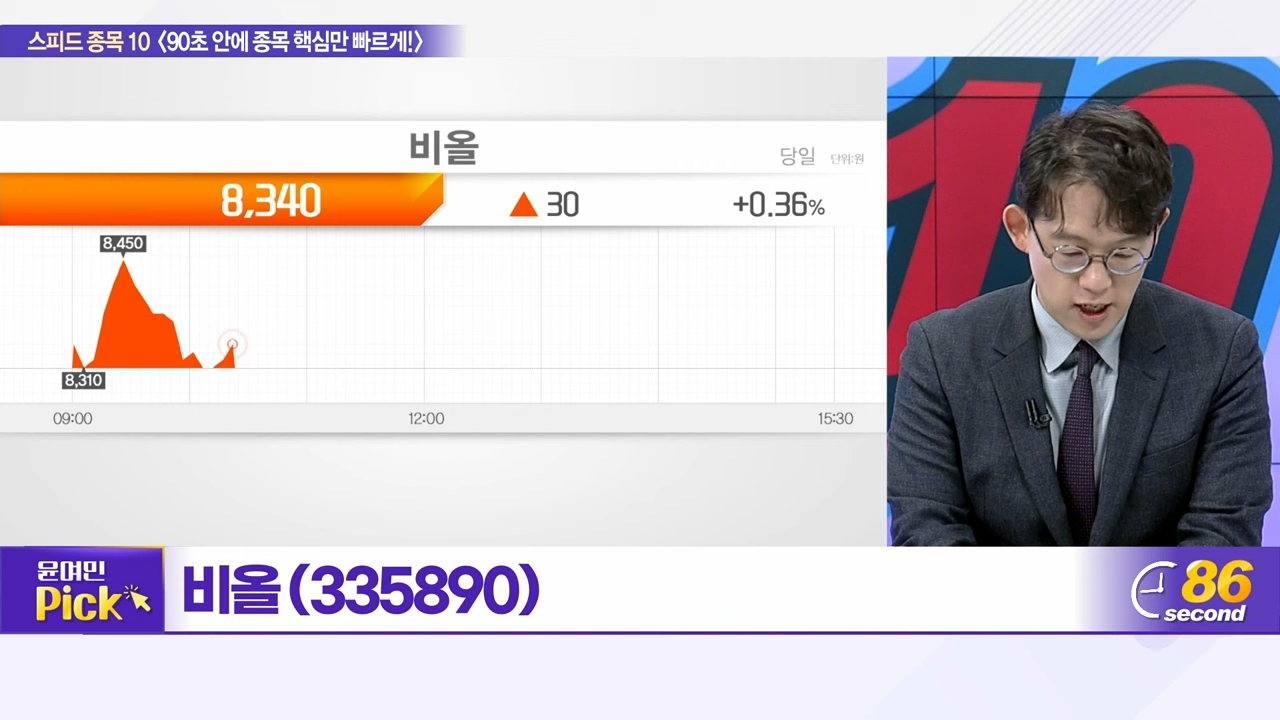 스피드 종목 10 〈90초 안에 종목 핵심만 빠르게!〉
비올
당일 단위:원
8,340 ▲ 30 +0.36%
8,450
8,310
09:00 12:00 15:30
10
윤여민
Pick
비올(335890)
86
second